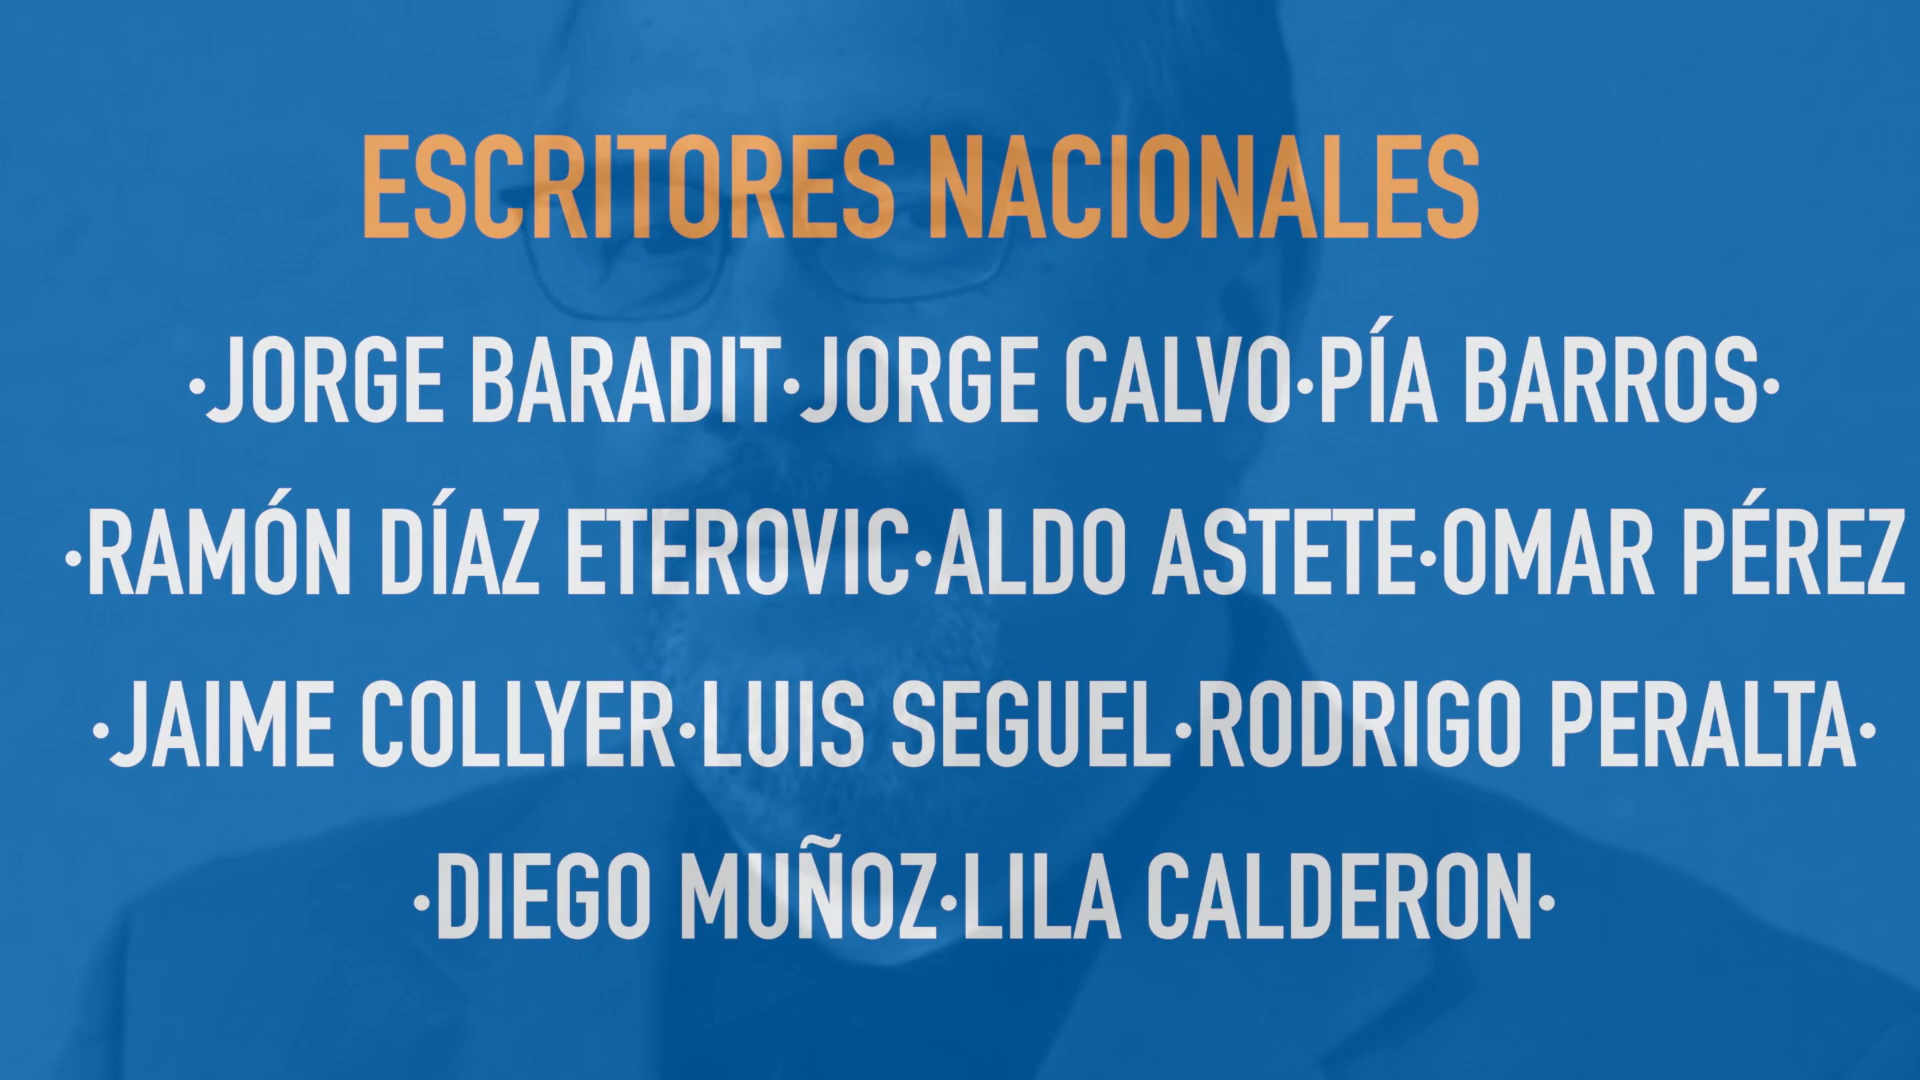 ESCRITORES NACIONALES
·JORGE BARADIT·JORGE CALVO·PÍA BARROS·
·RAMÓN DÍAZ ETEROVIC·ALDO ASTETE·OMAR PÉREZ
·JAIME COLLYER·LUIS SEGUEL·RODRIGO PERALTA·
·DIEGO MUÑOZ·LILA CALDERON·